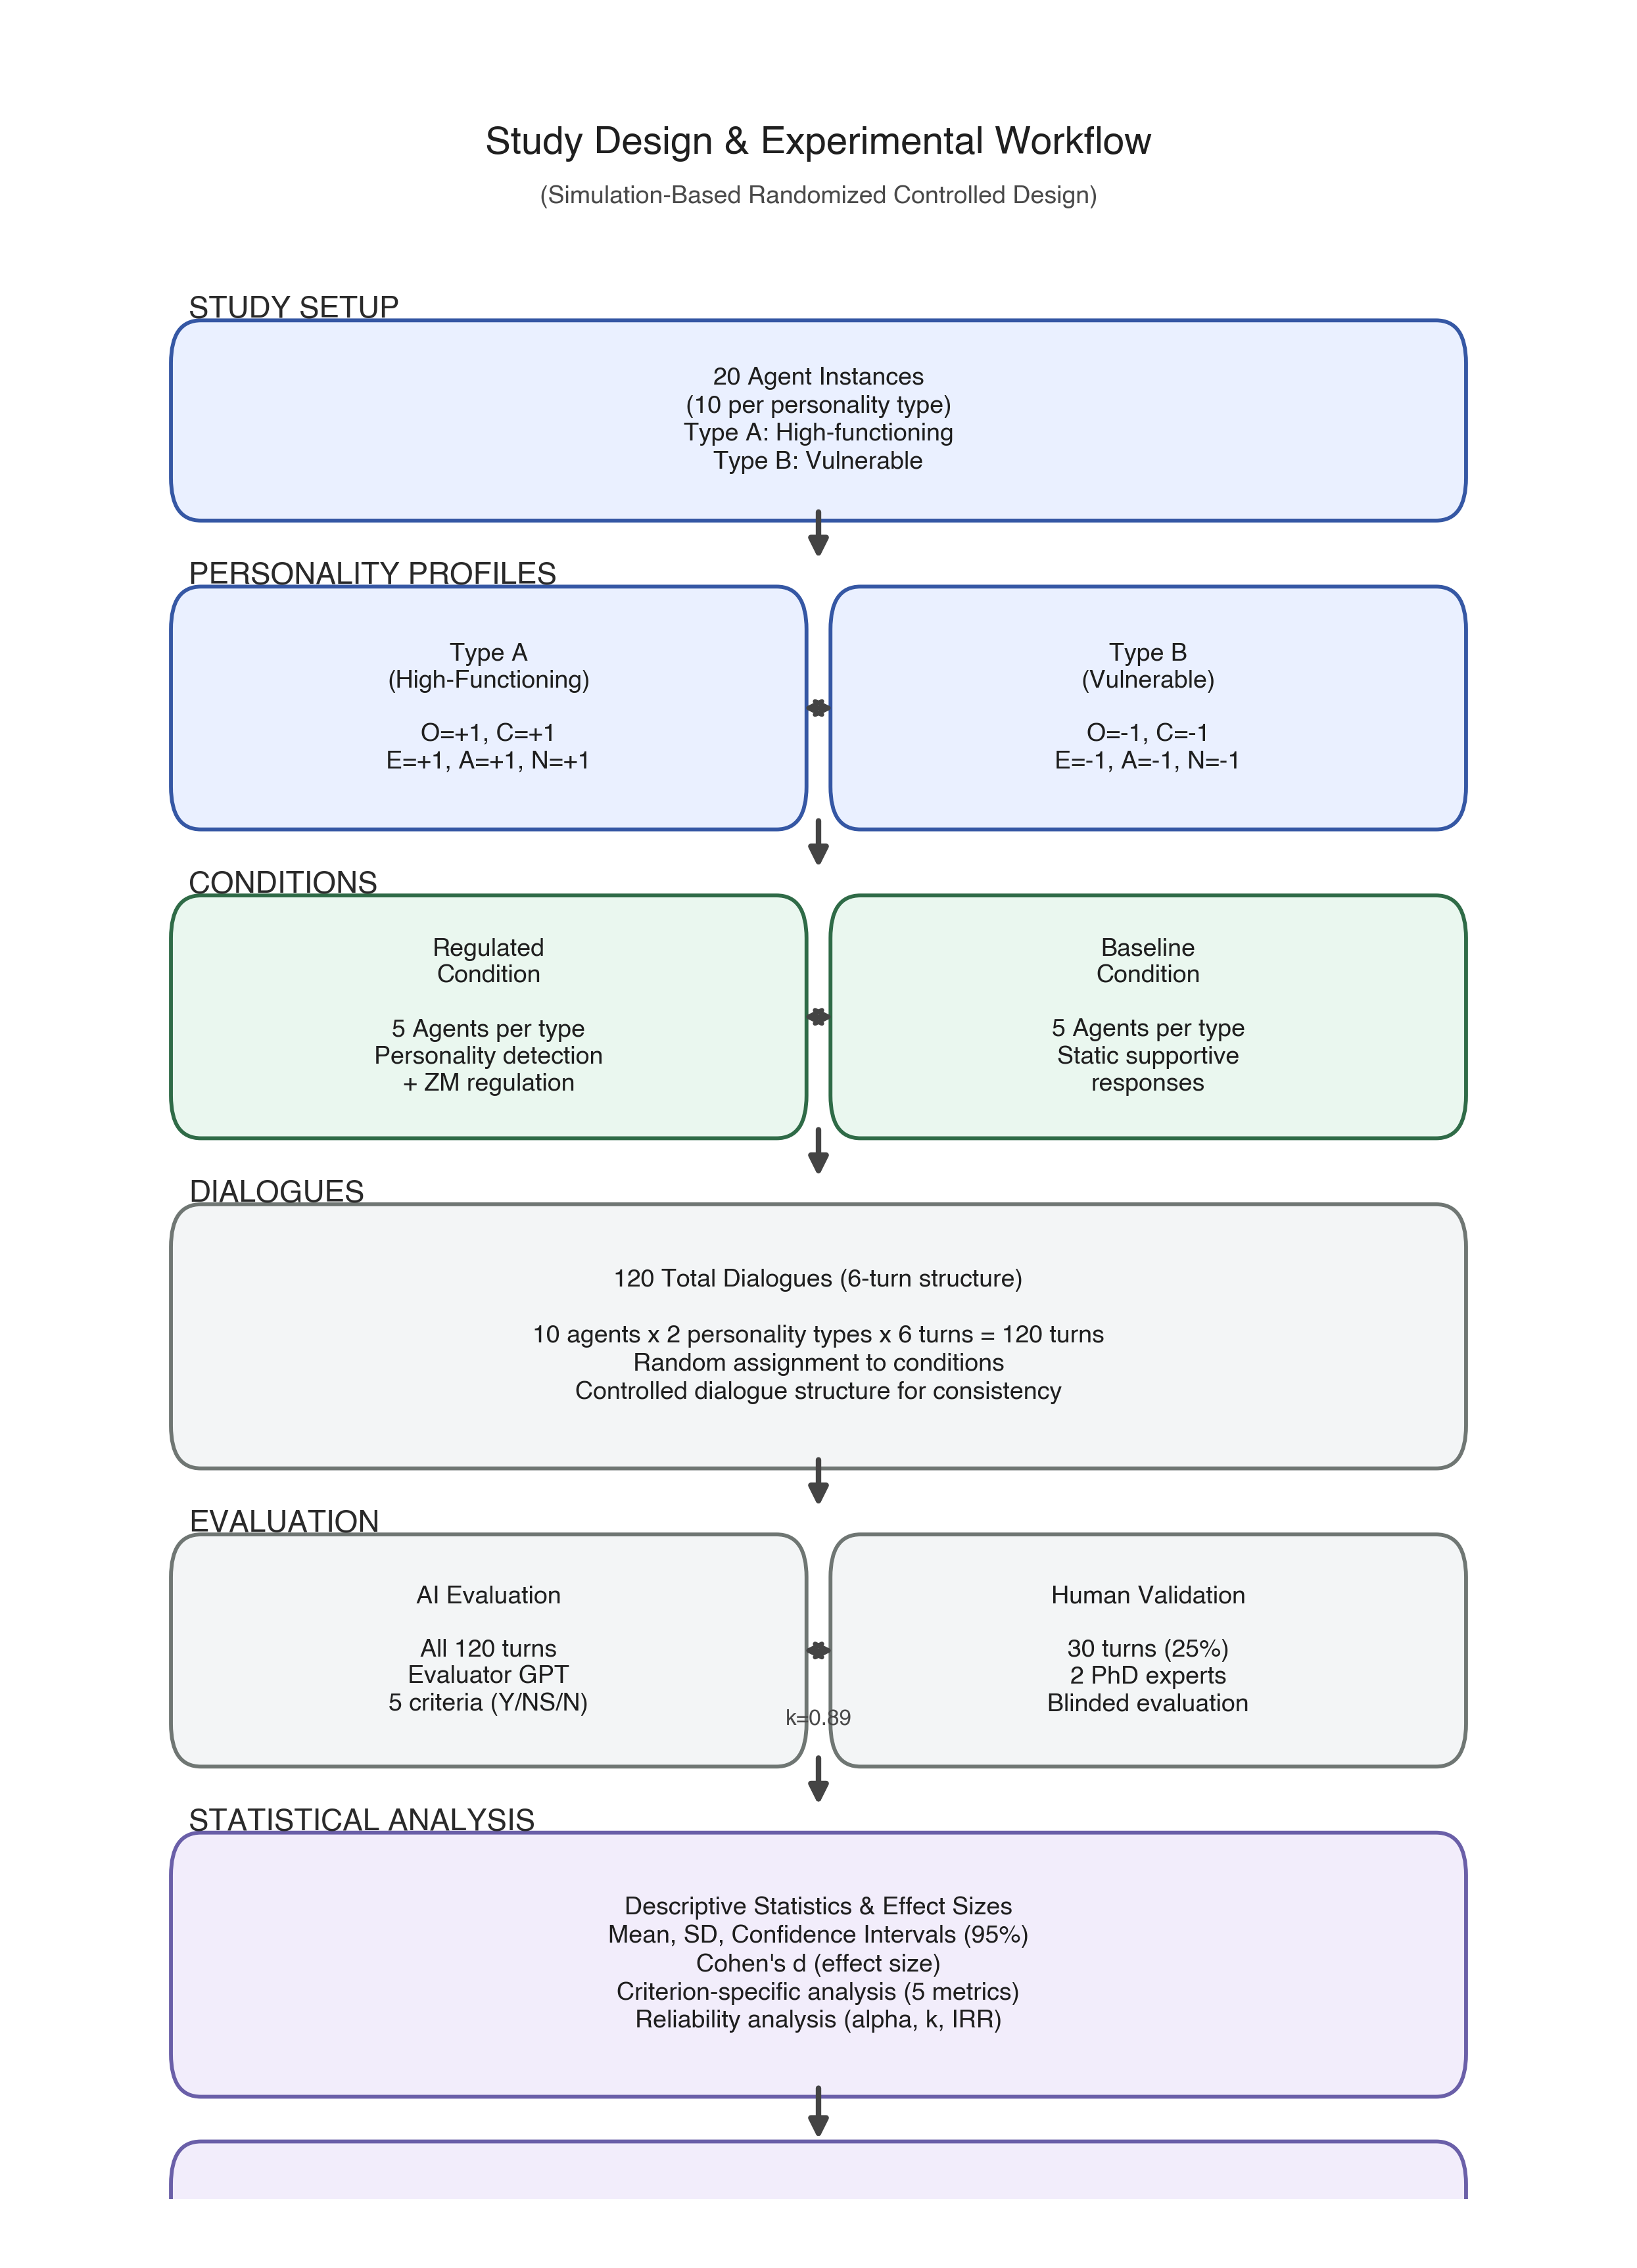 Study Design & Experimental Workflow
(Simulation-Based Randomized Controlled Design)
STUDY SETUP
20 Agent Instances
(10 per personality type)
Type A: High-functioning
Type B: Vulnerable
PERSONALITY PROFILES
Type A
(High-Functioning)
O=+1, C=+1
E=+1, A=+1, N=+1
Type B
(Vulnerable)
O=-1, C=-1
E=-1, A=-1, N=-1
CONDITIONS
Regulated
Condition
5 Agents per type
Personality detection
+ ZM regulation
Baseline
Condition
5 Agents per type
Static supportive
responses
DIALOGUES
120 Total Dialogues (6-turn structure)
10 agents x 2 personality types x 6 turns = 120 turns
Random assignment to conditions
Controlled dialogue structure for consistency
EVALUATION
AI Evaluation
All 120 turns
Evaluator GPT
5 criteria (Y/NS/N)
k=0.89
Human Validation
30 turns (25%)
2 PhD experts
Blinded evaluation
STATISTICAL ANALYSIS
Descriptive Statistics & Effect Sizes
Mean, SD, Confidence Intervals (95%)
Cohen's d (effect size)
Criterion-specific analysis (5 metrics)
Reliability analysis (alpha, k, IRR)